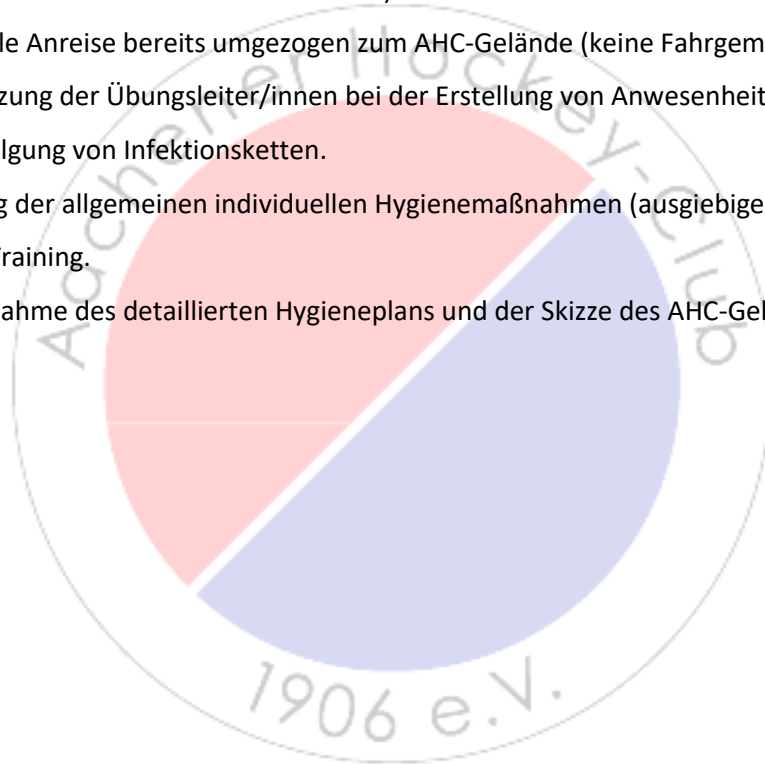 le Anreise bereits umgezogen zum AHC-Gelände (keine Fahrgem
zung der Übungsleiter/innen bei der Erstellung von Anwesenheit
lgung von Infektionsketten.
g der allgemeinen individuellen Hygienemaßnahmen (ausgiebige
raining.
ahme des detaillierten Hygieneplans und der Skizze des AHC-Gel
Aachener Hockey-Club
1906 e.V.